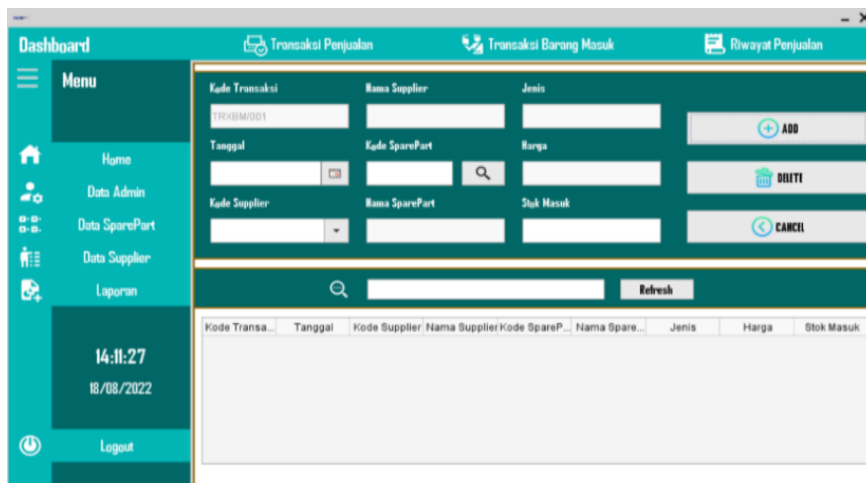 Dashboard
Transaksi Penjualan
Transaksi Barang Masuk
Riwayat Penjualan
Menu
Home
Data Admin
Data SparePart
Data Supplier
Laporan
14:11:27
18/08/2022
Logout
Kode Transaksi
Nama Supplier
Jenis
TRXBM/001
Tanggal
Kode SparePart
Harga
Kode Supplier
Nama SparePart
Stok Masuk
ADD
DELETE
CANCEL
Refresh
Kode Transa... Tanggal Kode Supplier Nama Supplier Kode SpareP... Nama Spare... Jenis Harga Stok Masuk